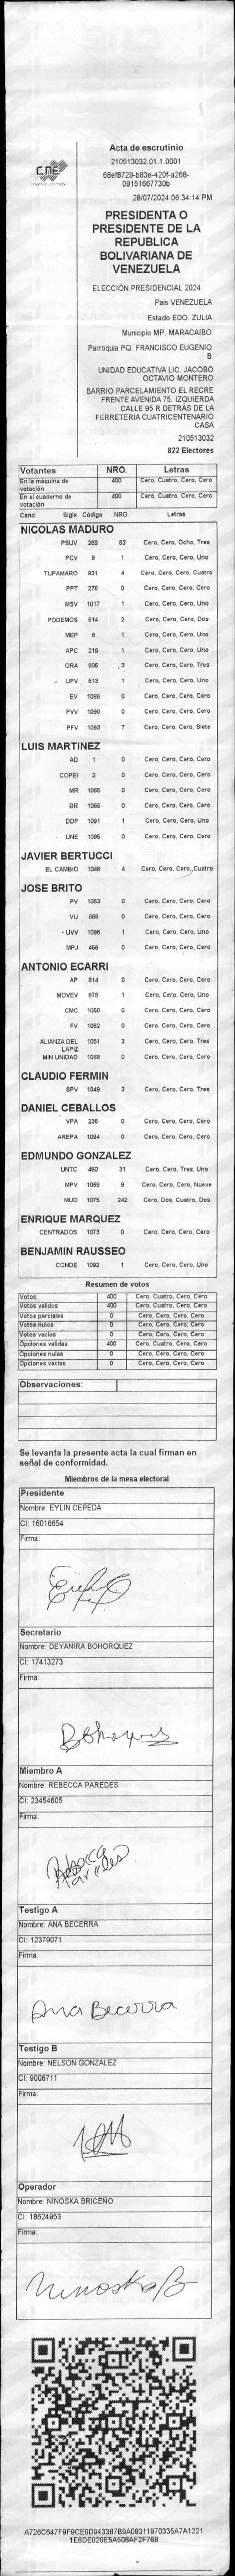 CNE
Acta de escrutinio
210513032.01.1.0001
68ef8729-b83e-420f-a268-
09151667730b
28/07/2024 06:34:14 PM
PRESIDENTA O
PRESIDENTE DE LA
REPUBLICA
BOLIVARIANA DE
VENEZUELA
ELECCIÓN PRESIDENCIAL 2024
Pais VENEZUELA
Estado EDO. ZULIA
Municipio MP. MARACAIBO
Parroquia PQ. FRANCISCO EUGENIO
B
UNIDAD EDUCATIVA LIC. JACOBO
OCTAVIO MONTERO
BARRIO PARCELAMIENTO EL RECRE
FRENTE AVENIDA 75. IZQUIERDA
CALLE 95 R DETRÁS DE LA
FERRETERIA CUATRICENTENARIO
CASA
210513032
822 Electores
Votantes NRO. Letras
En la máquina de votación 400 Cero, Cuatro, Cero, Cero
En el cuaderno de votación 400 Cero, Cuatro, Cero, Cero
Cand. Sigla Código NRO. Letras
NICOLAS MADURO
PSUV 269 83 Cero, Cero, Ocho, Tres
PCV 9 1 Cero, Cero, Cero, Uno
TUPAMARO 931 4 Cero, Cero, Cero, Cuatro
PPT 276 0 Cero, Cero, Cero, Cero
MSV 1017 1 Cero, Cero, Cero, Uno
PODEMOS 514 2 Cero, Cero, Cero, Dos
MEP 6 1 Cero, Cero, Cero, Uno
APC 219 1 Cero, Cero, Cero, Uno
ORA 906 3 Cero, Cero, Cero, Tres
UPV 513 1 Cero, Cero, Cero, Uno
EV 1099 0 Cero, Cero, Cero, Cero
PVV 1090 0 Cero, Cero, Cero, Cero
PFV 1093 7 Cero, Cero, Cero, Siete
LUIS MARTINEZ
AD 1 0 Cero, Cero, Cero, Cero
COPEI 2 0 Cero, Cero, Cero, Cero
MR 1065 0 Cero, Cero, Cero, Cero
BR 1066 0 Cero, Cero, Cero, Cero
DDP 1091 1 Cero, Cero, Cero, Uno
UNE 1095 0 Cero, Cero, Cero, Cero
JAVIER BERTUCCI
EL CAMBIO 1048 4 Cero, Cero, Cero, Cuatro
JOSE BRITO
PV 1053 0 Cero, Cero, Cero, Cero
VU 868 0 Cero, Cero, Cero, Cero
UVV 1096 1 Cero, Cero, Cero, Uno
MPJ 458 0 Cero, Cero, Cero, Cero
ANTONIO ECARRI
AP 814 0 Cero, Cero, Cero, Cero
MOVEV 878 1 Cero, Cero, Cero, Uno
CMC 1050 0 Cero, Cero, Cero, Cero
FV 1062 0 Cero, Cero, Cero, Cero
ALIANZA DEL LAPIZ 1051 3 Cero, Cero, Cero, Tres
MIN UNIDAD 1069 0 Cero, Cero, Cero, Cero
CLAUDIO FERMIN
SPV 1049 3 Cero, Cero, Cero, Tres
DANIEL CEBALLOS
VPA 236 0 Cero, Cero, Cero, Cero
AREPA 1094 0 Cero, Cero, Cero, Cero
EDMUNDO GONZALEZ
UNTC 460 31 Cero, Cero, Tres, Uno
MPV 1069 9 Cero, Cero, Cero, Nueve
MUD 1075 242 Cero, Dos, Cuatro, Dos
ENRIQUE MARQUEZ
CENTRADOS 1073 0 Cero, Cero, Cero, Cero
BENJAMIN RAUSSEO
CONDE 1092 1 Cero, Cero, Cero, Uno
Resumen de votos
Votos 400 Cero, Cuatro, Cero, Cero
Votos válidos 400 Cero, Cuatro, Cero, Cero
Votos parciales 0 Cero, Cero, Cero, Cero
Votos nulos 0 Cero, Cero, Cero, Cero
Votos vacíos 0 Cero, Cero, Cero, Cero
Opciones validas 400 Cero, Cuatro, Cero, Cero
Opciones nulas 0 Cero, Cero, Cero, Cero
Opciones vacías 0 Cero, Cero, Cero, Cero
Observaciones:
Se levanta la presente acta la cual firman en
señal de conformidad.
Miembros de la mesa electoral
Presidente
Nombre: EYLIN CEPEDA
CI: 16016654
Firma:
Secretario
Nombre: DEYANIRA BOHORQUEZ
CI: 17413273
Firma:
Bohorquez
Miembro A
Nombre: REBECCA PAREDES
CI: 23454605
Firma:
Rebecca
Paredes
Testigo A
Nombre: ANA BECERRA
CI: 12379071
Firma:
Ana Becerra
Testigo B
Nombre: NELSON GONZALEZ
CI: 9008711
Firma:
Operador
Nombre: NINOSKA BRICEÑO
CI: 18624953
Firma:
Ninoska B
A726C647F9F9CE0D943387B9A08311970335A7A1221
1E6DE020E5A508AF2F768